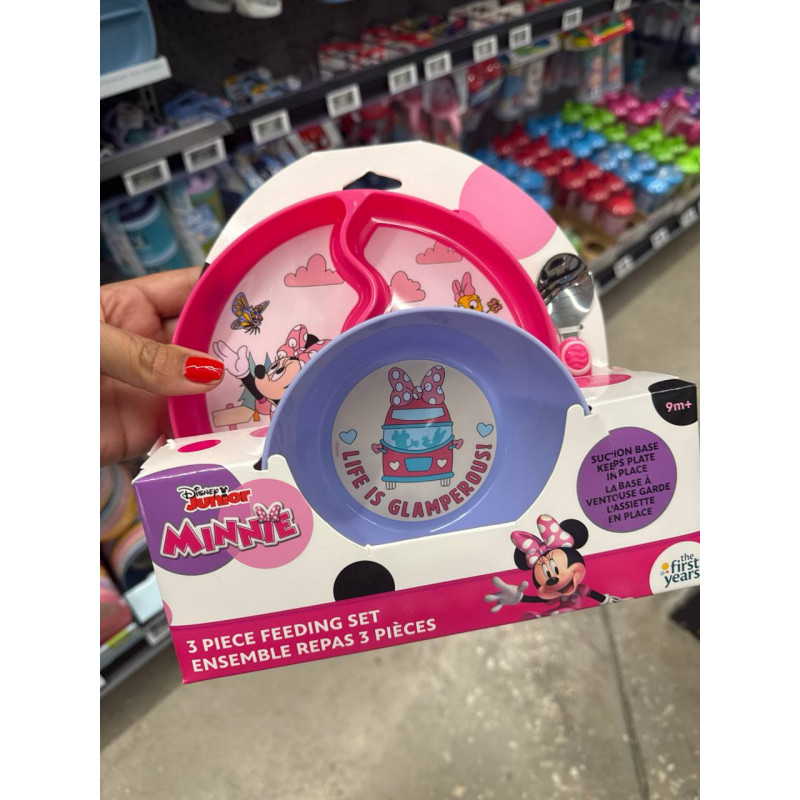 LIFE IS GLAMPEROUS!
9m+
SUCTION BASE
KEEPS PLATE
IN PLACE
LA BASE À
VENTOUSE GARDE
L'ASSIETTE
EN PLACE
DISNEY
JUNIOR
MINNIE
the
first
years
3 PIECE FEEDING SET
ENSEMBLE REPAS 3 PIÈCES